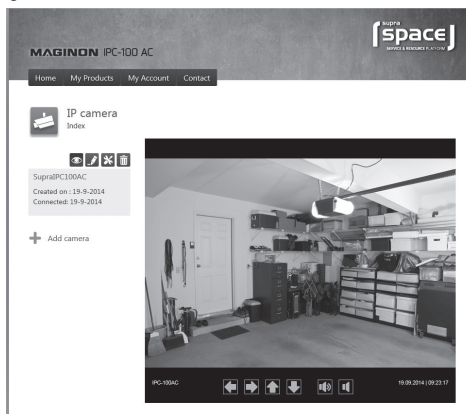 supra
space
SERVICE & RESOURCE PLATFORM
MAGINON IPC-100 AC
Home My Products My Account Contact
IP camera
Index
SupraIPC100AC
Created on : 19-9-2014
Connected: 19-9-2014
Add camera
IPC-100AC 19.09.2014 | 09:23:17